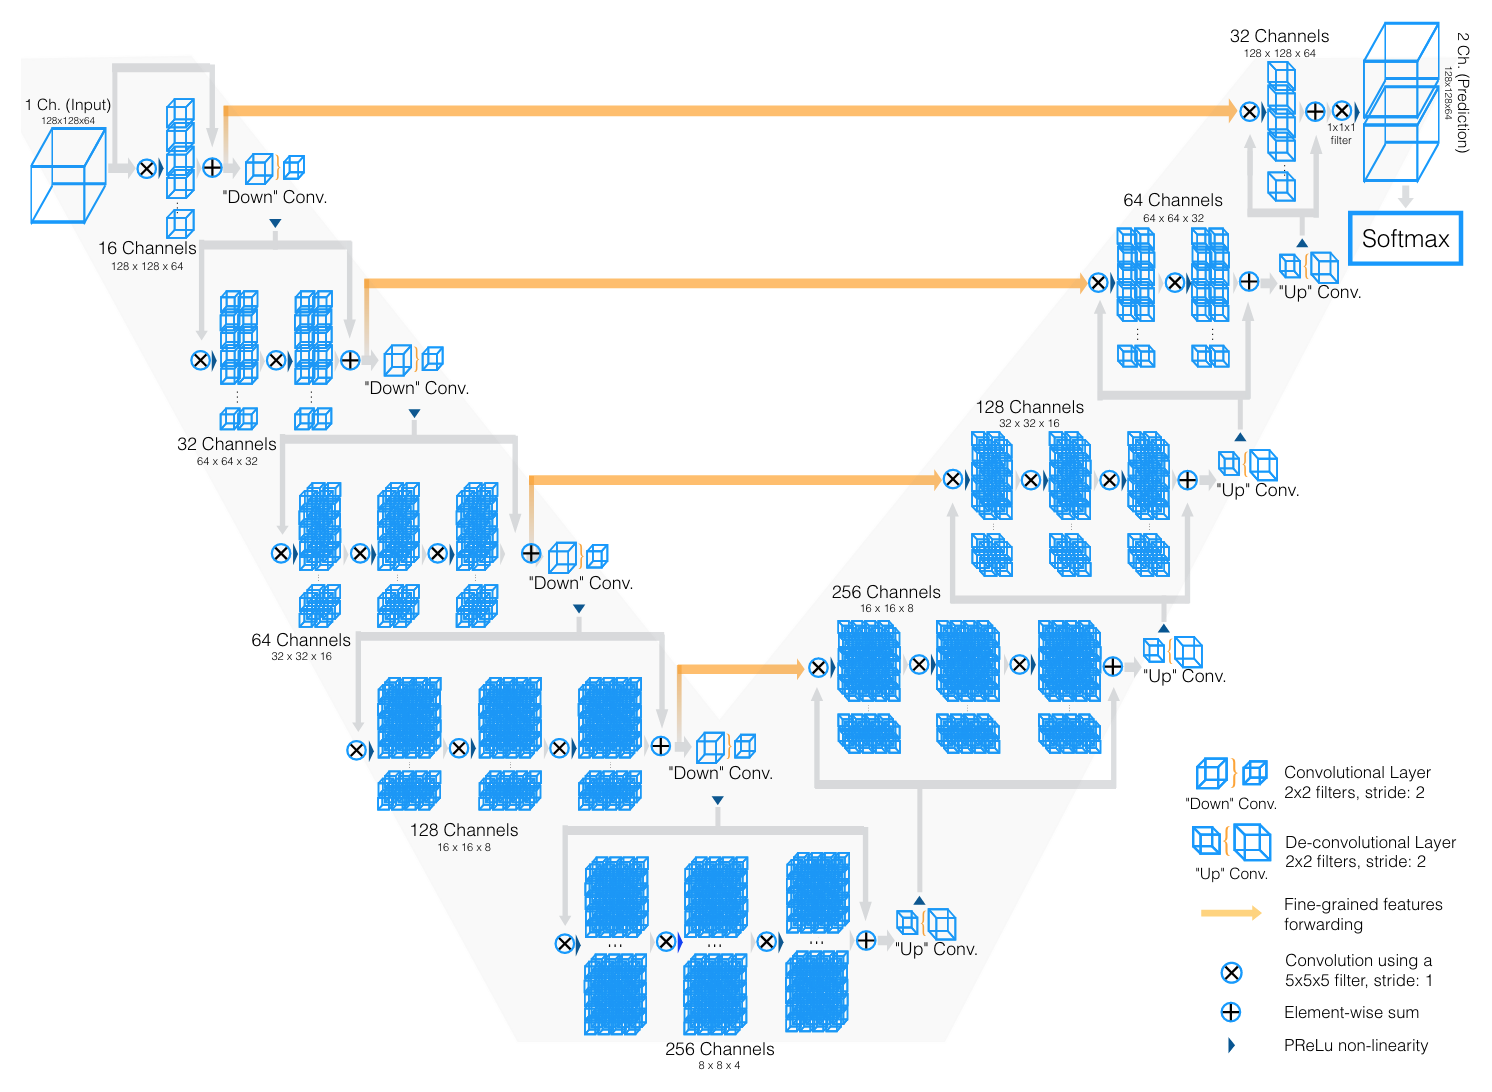 1 Ch. (Input)
128x128x64
"Down" Conv.
16 Channels
128 x 128 x 64
"Down" Conv.
32 Channels
64 x 64 x 32
"Down" Conv.
64 Channels
32 x 32 x 16
"Down" Conv.
128 Channels
16 x 16 x 8
256 Channels
8 x 8 x 4
"Up" Conv.
256 Channels
16 x 16 x 8
"Up" Conv.
128 Channels
32 x 32 x 16
"Up" Conv.
64 Channels
64 x 64 x 32
"Up" Conv.
32 Channels
128 x 128 x 64
1x1x1
filter
2 Ch. (Prediction)
128x128x64
Softmax
"Down" Conv.
Convolutional Layer
2x2 filters, stride: 2
"Up" Conv.
De-convolutional Layer
2x2 filters, stride: 2
Fine-grained features
forwarding
Convolution using a
5x5x5 filter, stride: 1
Element-wise sum
PReLu non-linearity